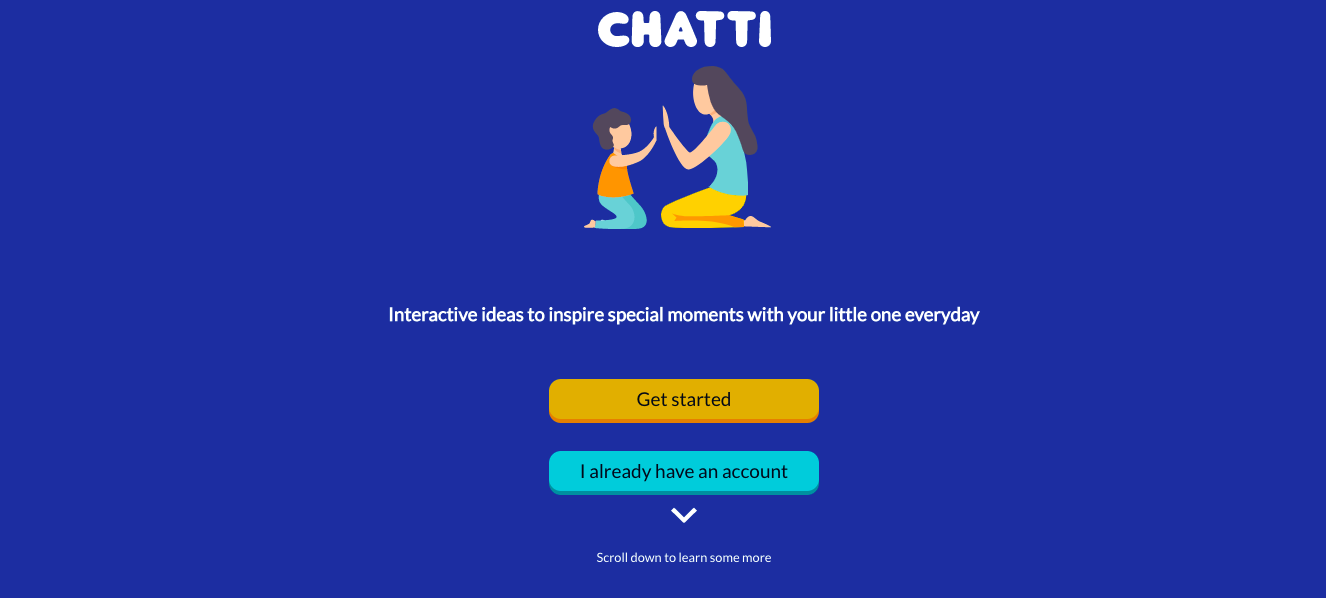 CHATTI
Interactive ideas to inspire special moments with your little one everyday
Get started
I already have an account
Scroll down to learn some more